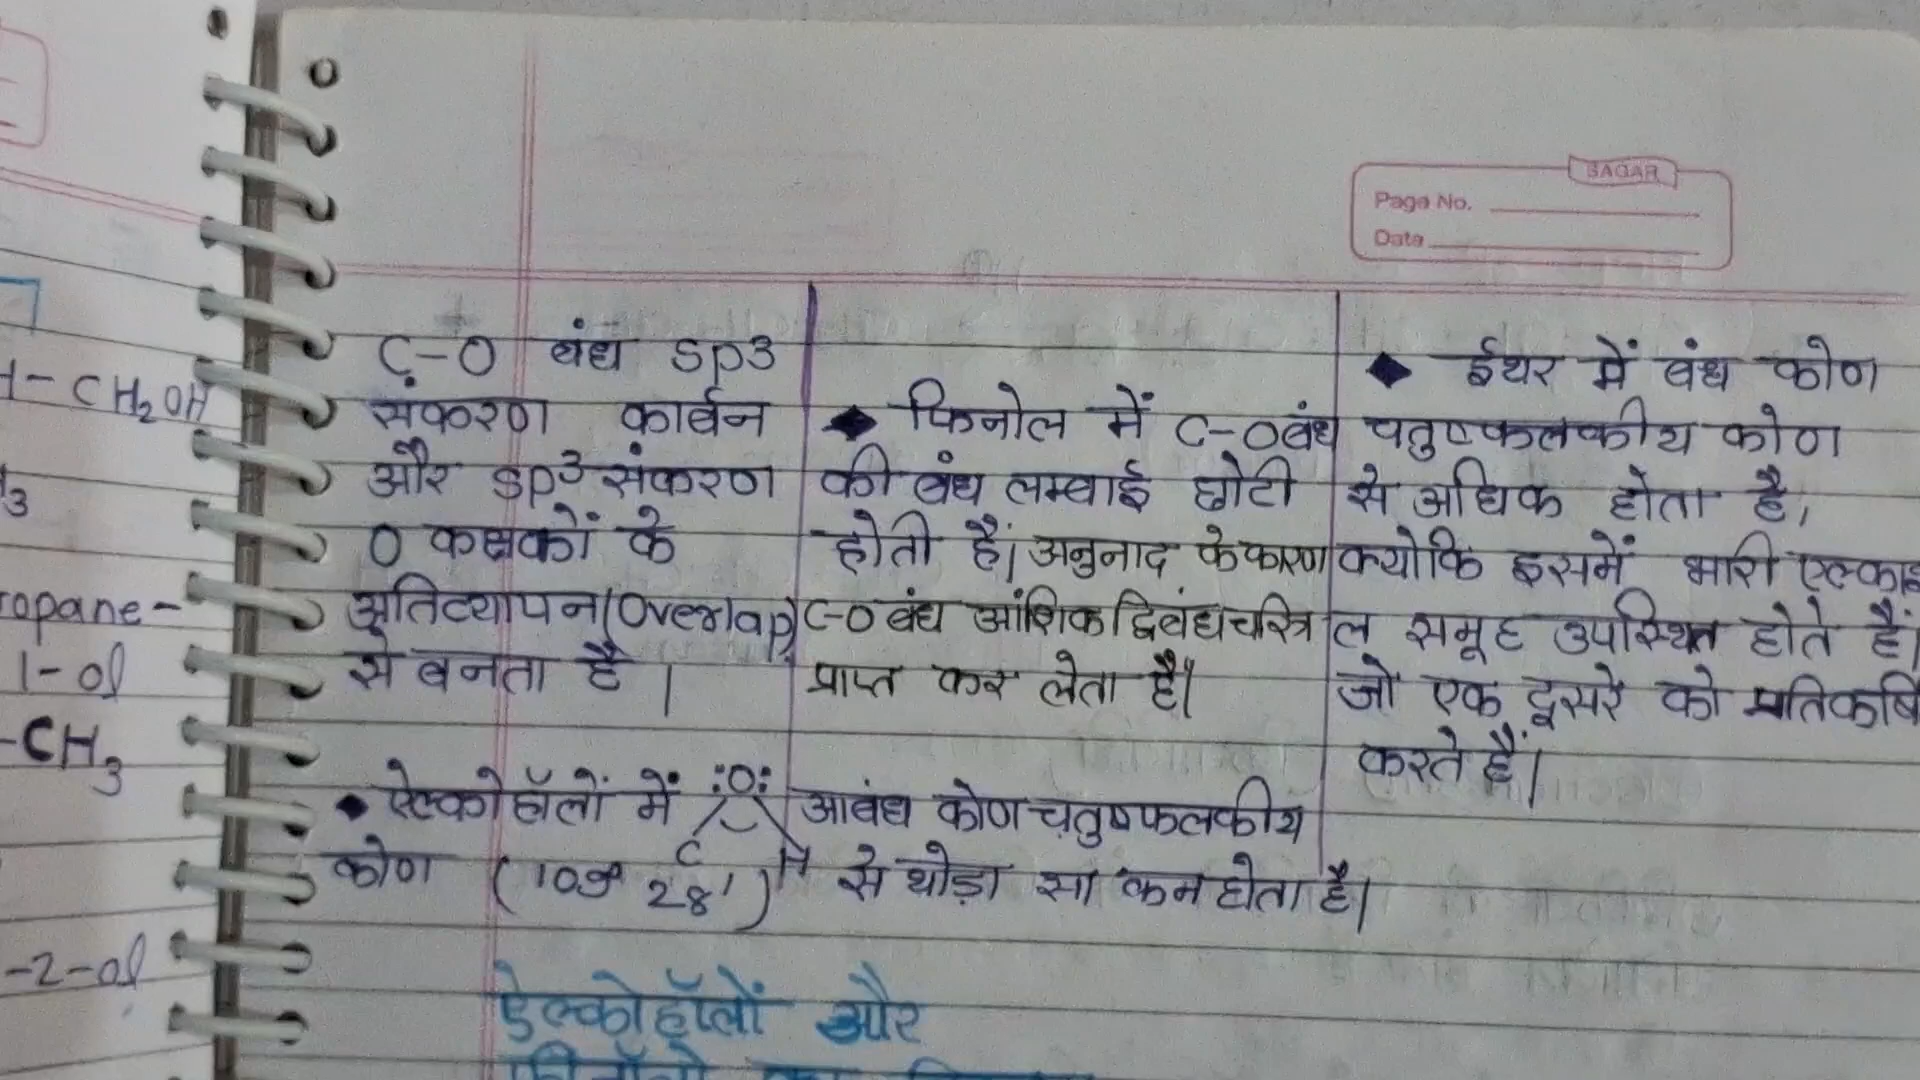 SAGAR
Page No.
Date
H-CH₂OH
3
opane-
1-ol
-CH₃
-2-ol
C-O बंध sp3
संकरण कार्बन
और sp³ संकरण
O कक्षकों के
अतिव्यापन (Overlap)
से बनता है ।
◆ फिनोल में C-O बंध
की बंध लम्बाई छोटी
होती है। अनुनाद के कारण
C-O बंध आंशिक द्विबंध चरित्र
प्राप्त कर लेता है।
◆ ईथर में बंध कोण
चतुष्फलकीय कोण
से अधिक होता है,
क्योकि इसमें भारी एल्काइ
ल समूह उपस्थित होते हैं।
जो एक दूसरे को प्रतिकर्षि
करते हैं।
◆ ऐल्कोहॉलों में :O: आबंध कोण चतुष्फलकीय
C H
कोण (109° 28') से थोड़ा सा कम होता है।
ऐल्कोहॉलों और